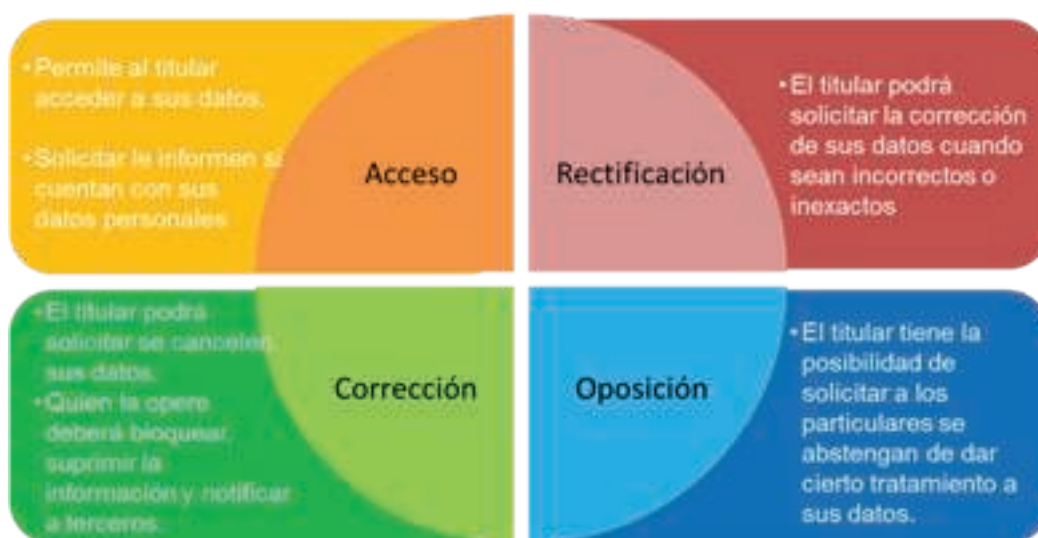 •Permite al titular
acceder a sus datos.
•Solicitar le informen si
cuentan con sus
datos personales
Acceso
Rectificación
•El titular podrá
solicitar la corrección
de sus datos cuando
sean incorrectos o
inexactos
•El titular podrá
solicitar se cancelen
sus datos.
•Quien la opere
deberá bloquear,
suprimir la
información y notificar
a terceros.
Corrección
Oposición
•El titular tiene la
posibilidad de
solicitar a los
particulares se
abstengan de dar
cierto tratamiento a
sus datos.